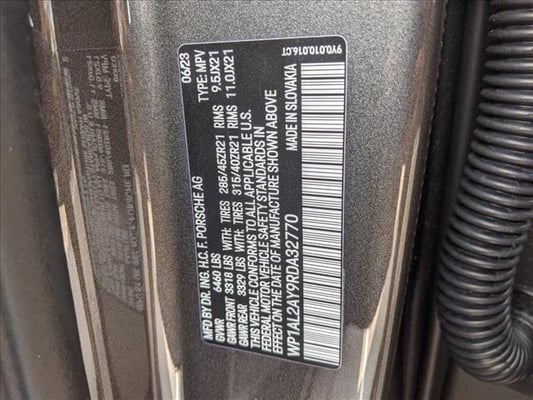 9Y0.010.016.CT
MFD BY DR. ING. H.C. F. PORSCHE AG 06/23
GVWR 6460 LBS TYPE: MPV
GAWR FRONT 3318 LBS WITH: TIRES 285/45ZR21 RIMS 9.5JX21
GAWR REAR 3329 LBS WITH: TIRES 315/40ZR21 RIMS 11.0JX21
THIS VEHICLE CONFORMS TO ALL APPLICABLE U.S.
FEDERAL MOTOR VEHICLE SAFETY STANDARDS IN
EFFECT ON THE DATE OF MANUFACTURE SHOWN ABOVE
MADE IN SLOVAKIA
WP1AL2AY9RDA32770